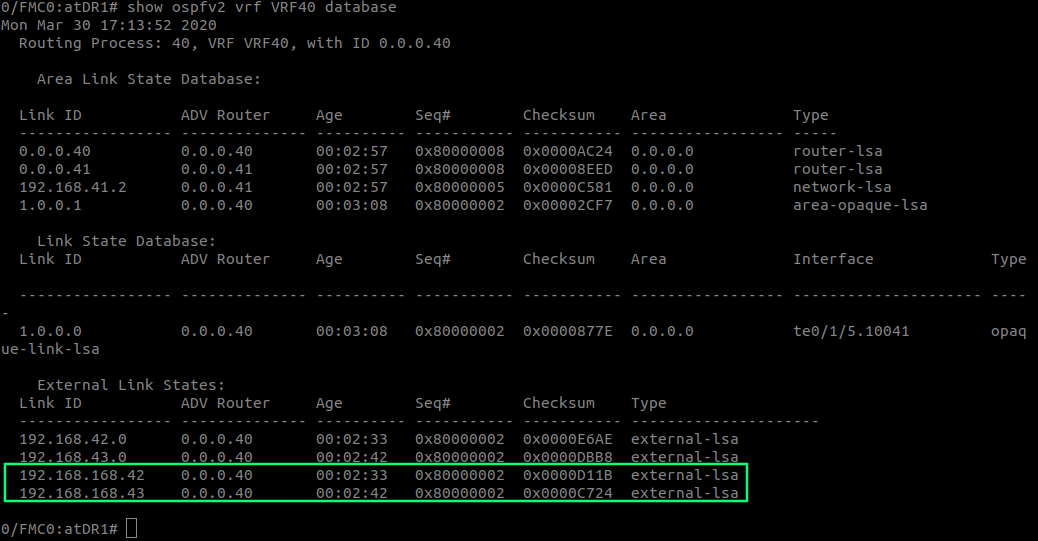 0/FMC0:atDR1# show ospfv2 vrf VRF40 database
Mon Mar 30 17:13:52 2020
  Routing Process: 40, VRF VRF40, with ID 0.0.0.40

    Area Link State Database:

  Link ID           ADV Router     Age        Seq#        Checksum    Area              Type
  ----------------- -------------- ---------- ----------- ----------- ----------------- -----
  0.0.0.40          0.0.0.40       00:02:57   0x80000008  0x0000AC24  0.0.0.0           router-lsa
  0.0.0.41          0.0.0.41       00:02:57   0x80000008  0x00008EED  0.0.0.0           router-lsa
  192.168.41.2      0.0.0.41       00:02:57   0x80000005  0x0000C581  0.0.0.0           network-lsa
  1.0.0.1           0.0.0.40       00:03:08   0x80000002  0x00002CF7  0.0.0.0           area-opaque-lsa

    Link State Database:
  Link ID           ADV Router     Age        Seq#        Checksum    Area              Interface             Type

  ----------------- -------------- ---------- ----------- ----------- ----------------- --------------------- ----
-
  1.0.0.0           0.0.0.40       00:03:08   0x80000002  0x0000877E  0.0.0.0           te0/1/5.10041         opaq
ue-link-lsa

    External Link States:
  Link ID           ADV Router     Age        Seq#        Checksum    Type
  ----------------- -------------- ---------- ----------- ----------- ---------------------
  192.168.42.0      0.0.0.40       00:02:33   0x80000002  0x0000E6AE  external-lsa
  192.168.43.0      0.0.0.40       00:02:42   0x80000002  0x0000DBB8  external-lsa
  192.168.168.42    0.0.0.40       00:02:33   0x80000002  0x0000D11B  external-lsa
  192.168.168.43    0.0.0.40       00:02:42   0x80000002  0x0000C724  external-lsa

0/FMC0:atDR1#